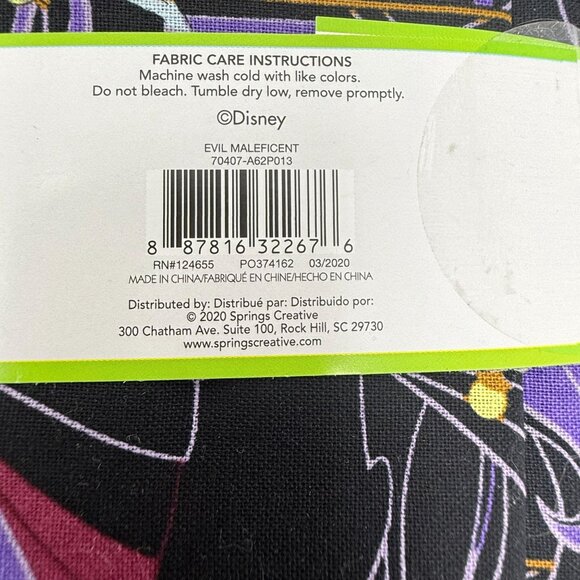 FABRIC CARE INSTRUCTIONS
Machine wash cold with like colors.
Do not bleach. Tumble dry low, remove promptly.
©Disney
EVIL MALEFICENT
70407-A62P013
8 87816 32267 6
RN#124655 PO374162 03/2020
MADE IN CHINA/FABRIQUÉ EN CHINE/HECHO EN CHINA
Distributed by: Distribué par: Distribuido por:
© 2020 Springs Creative
300 Chatham Ave. Suite 100, Rock Hill, SC 29730
www.springscreative.com